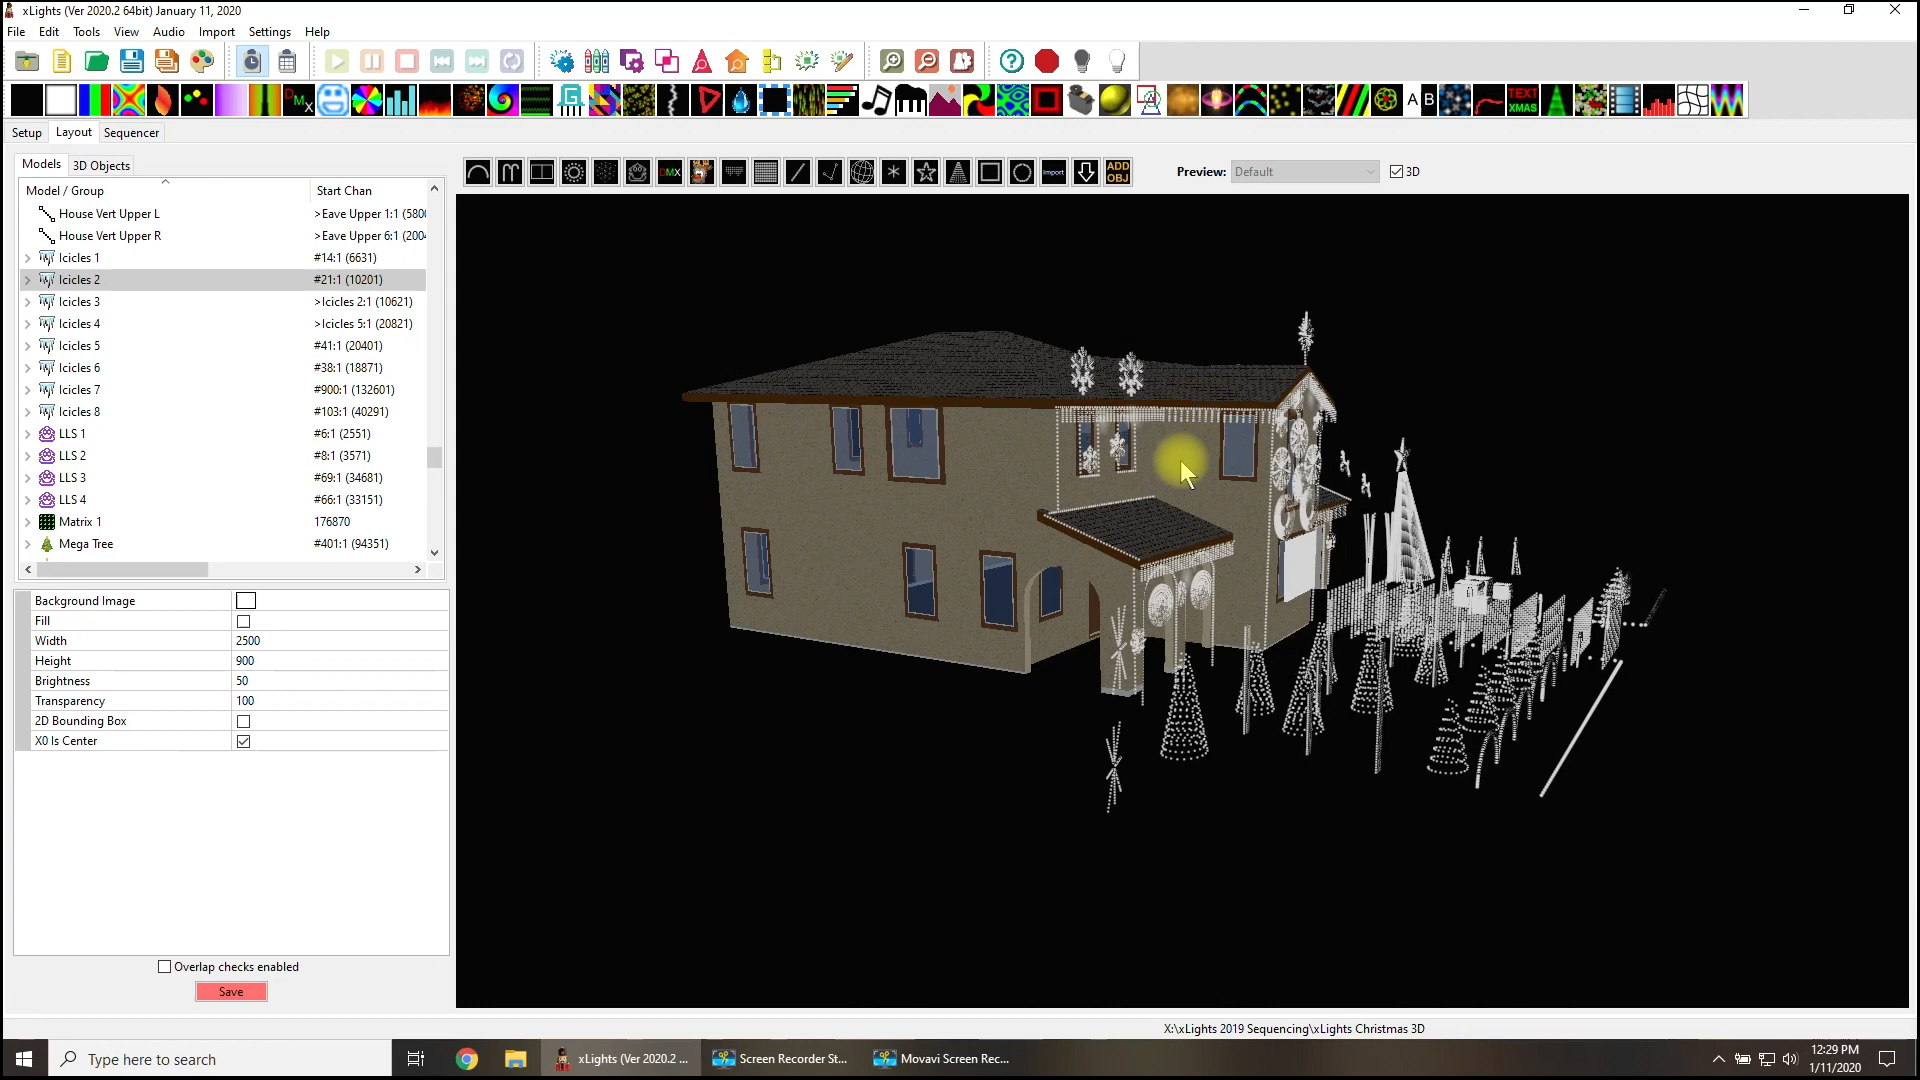 xLights (Ver 2020.2 64bit) January 11, 2020
File Edit Tools View Audio Import Settings Help
DMX
A B
TEXT XMAS
Setup Layout Sequencer
Models 3D Objects
DMX
Import
ADD OBJ
Preview: Default 3D
Model / Group Start Chan
House Vert Upper L >Eave Upper 1:1 (580
House Vert Upper R >Eave Upper 6:1 (200
Icicles 1 #14:1 (6631)
Icicles 2 #21:1 (10201)
Icicles 3 >Icicles 2:1 (10621)
Icicles 4 >Icicles 5:1 (20821)
Icicles 5 #41:1 (20401)
Icicles 6 #38:1 (18871)
Icicles 7 #900:1 (132601)
Icicles 8 #103:1 (40291)
LLS 1 #6:1 (2551)
LLS 2 #8:1 (3571)
LLS 3 #69:1 (34681)
LLS 4 #66:1 (33151)
Matrix 1 176870
Mega Tree #401:1 (94351)
Background Image
Fill
Width 2500
Height 900
Brightness 50
Transparency 100
2D Bounding Box
X0 Is Center
Overlap checks enabled
Save
X:\xLights 2019 Sequencing\xLights Christmas 3D
Type here to search
xLights (Ver 2020.2 ...
Screen Recorder St...
Movavi Screen Rec...
12:29 PM
1/11/2020